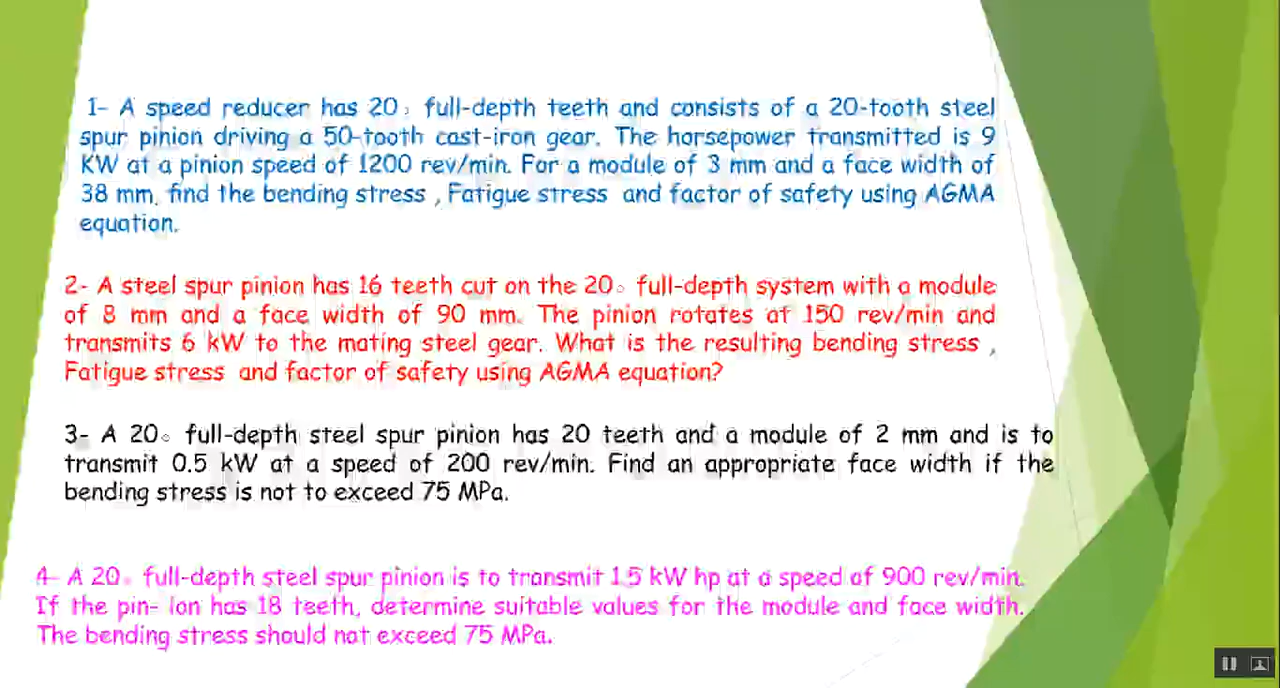 1- A speed reducer has 20° full-depth teeth and consists of a 20-tooth steel
spur pinion driving a 50-tooth cast-iron gear. The horsepower transmitted is 9
KW at a pinion speed of 1200 rev/min. For a module of 3 mm and a face width of
38 mm, find the bending stress , Fatigue stress and factor of safety using AGMA
equation.
2- A steel spur pinion has 16 teeth cut on the 20° full-depth system with a module
of 8 mm and a face width of 90 mm. The pinion rotates at 150 rev/min and
transmits 6 kW to the mating steel gear. What is the resulting bending stress ,
Fatigue stress and factor of safety using AGMA equation?
3- A 20° full-depth steel spur pinion has 20 teeth and a module of 2 mm and is to
transmit 0.5 kW at a speed of 200 rev/min. Find an appropriate face width if the
bending stress is not to exceed 75 MPa.
4- A 20° full-depth steel spur pinion is to transmit 1.5 kW hp at a speed of 900 rev/min.
If the pin- Ion has 18 teeth, determine suitable values for the module and face width.
The bending stress should not exceed 75 MPa.